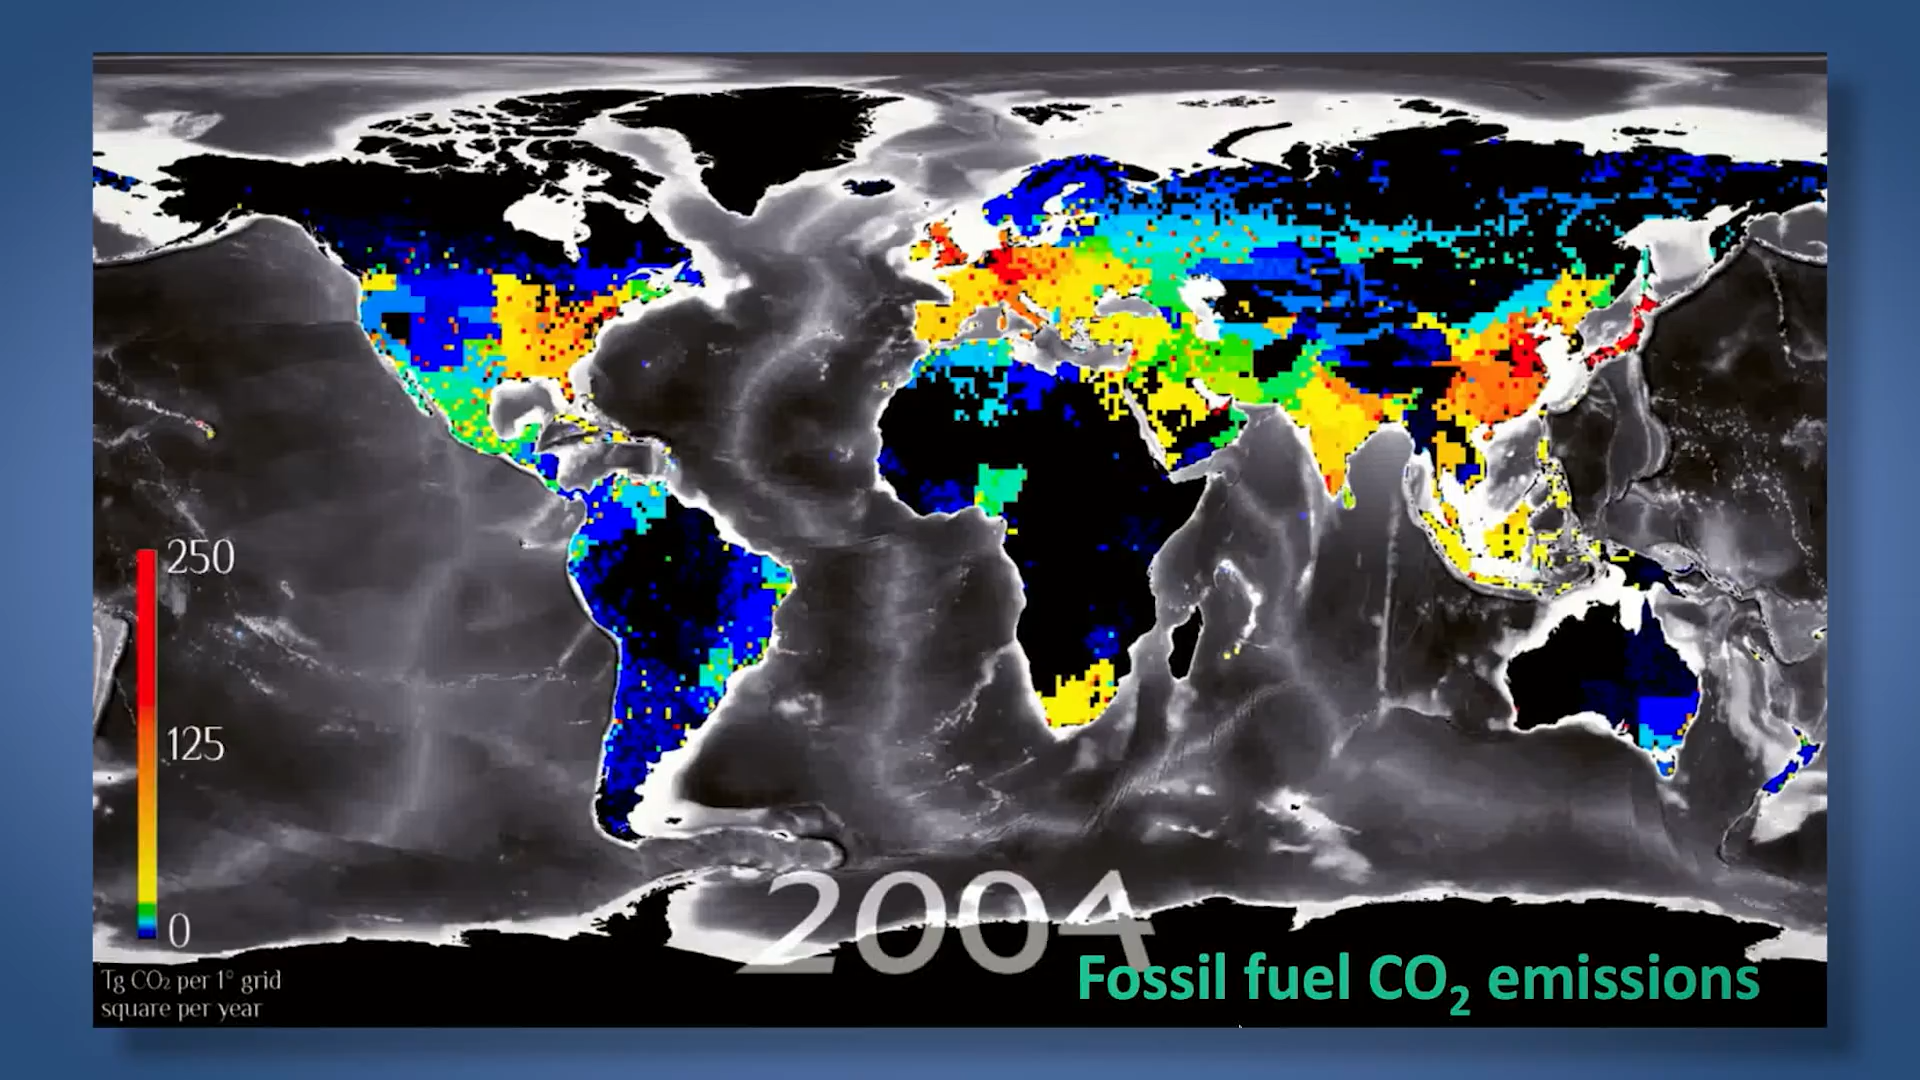 250
125
0
2004
Tg CO₂ per 1° grid
square per year
Fossil fuel CO₂ emissions